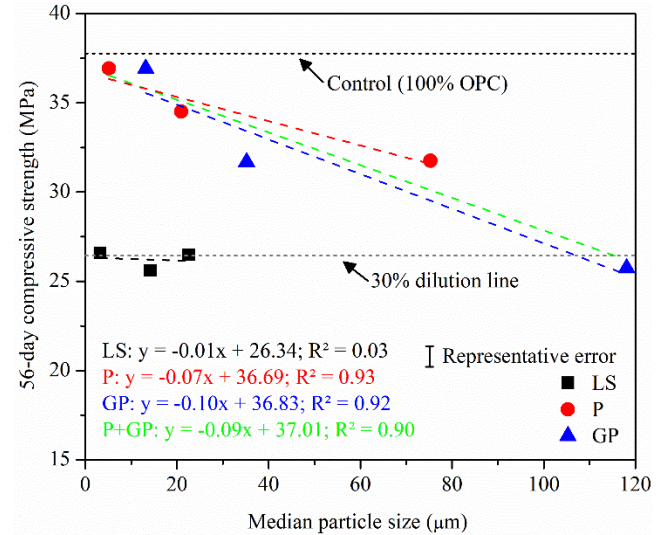 40
35
30
25
20
15
0
20
40
60
80
100
120
56-day compressive strength (MPa)
Median particle size (μm)
Control (100% OPC)
30% dilution line
LS: y = -0.01x + 26.34; R² = 0.03
P: y = -0.07x + 36.69; R² = 0.93
GP: y = -0.10x + 36.83; R² = 0.92
P+GP: y = -0.09x + 37.01; R² = 0.90
Representative error
LS
P
GP